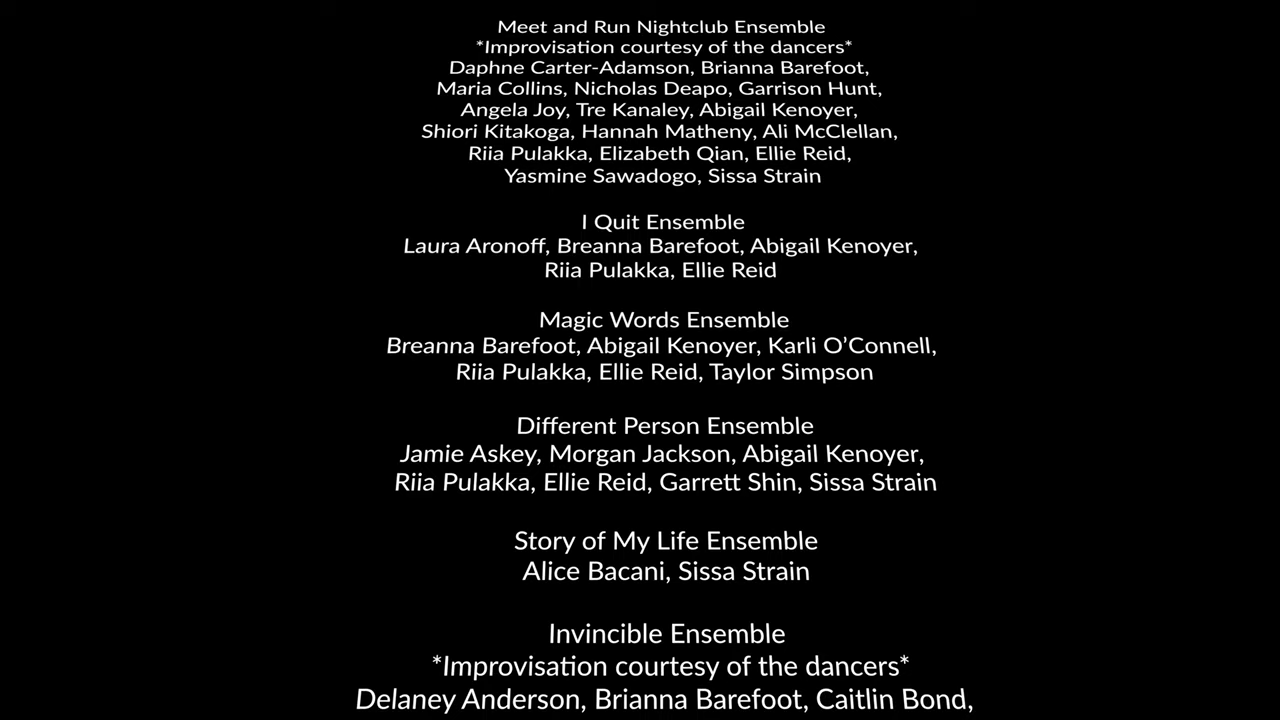 Meet and Run Nightclub Ensemble
*Improvisation courtesy of the dancers*
Daphne Carter-Adamson, Brianna Barefoot,
Maria Collins, Nicholas Deapo, Garrison Hunt,
Angela Joy, Tre Kanaley, Abigail Kenoyer,
Shiori Kitakoga, Hannah Matheny, Ali McClellan,
Riia Pulakka, Elizabeth Qian, Ellie Reid,
Yasmine Sawadogo, Sissa Strain
I Quit Ensemble
Laura Aronoff, Breanna Barefoot, Abigail Kenoyer,
Riia Pulakka, Ellie Reid
Magic Words Ensemble
Breanna Barefoot, Abigail Kenoyer, Karli O’Connell,
Riia Pulakka, Ellie Reid, Taylor Simpson
Different Person Ensemble
Jamie Askey, Morgan Jackson, Abigail Kenoyer,
Riia Pulakka, Ellie Reid, Garrett Shin, Sissa Strain
Story of My Life Ensemble
Alice Bacani, Sissa Strain
Invincible Ensemble
*Improvisation courtesy of the dancers*
Delaney Anderson, Brianna Barefoot, Caitlin Bond,